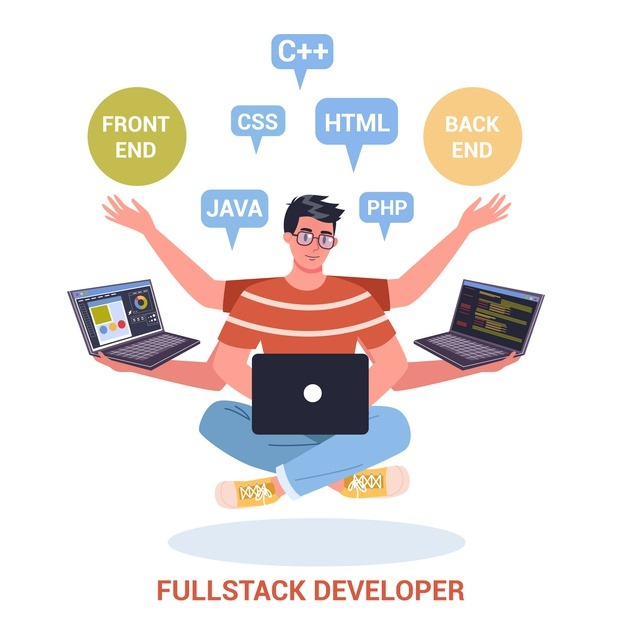 C++
FRONT
END
CSS
HTML
BACK
END
JAVA
PHP
FULLSTACK DEVELOPER